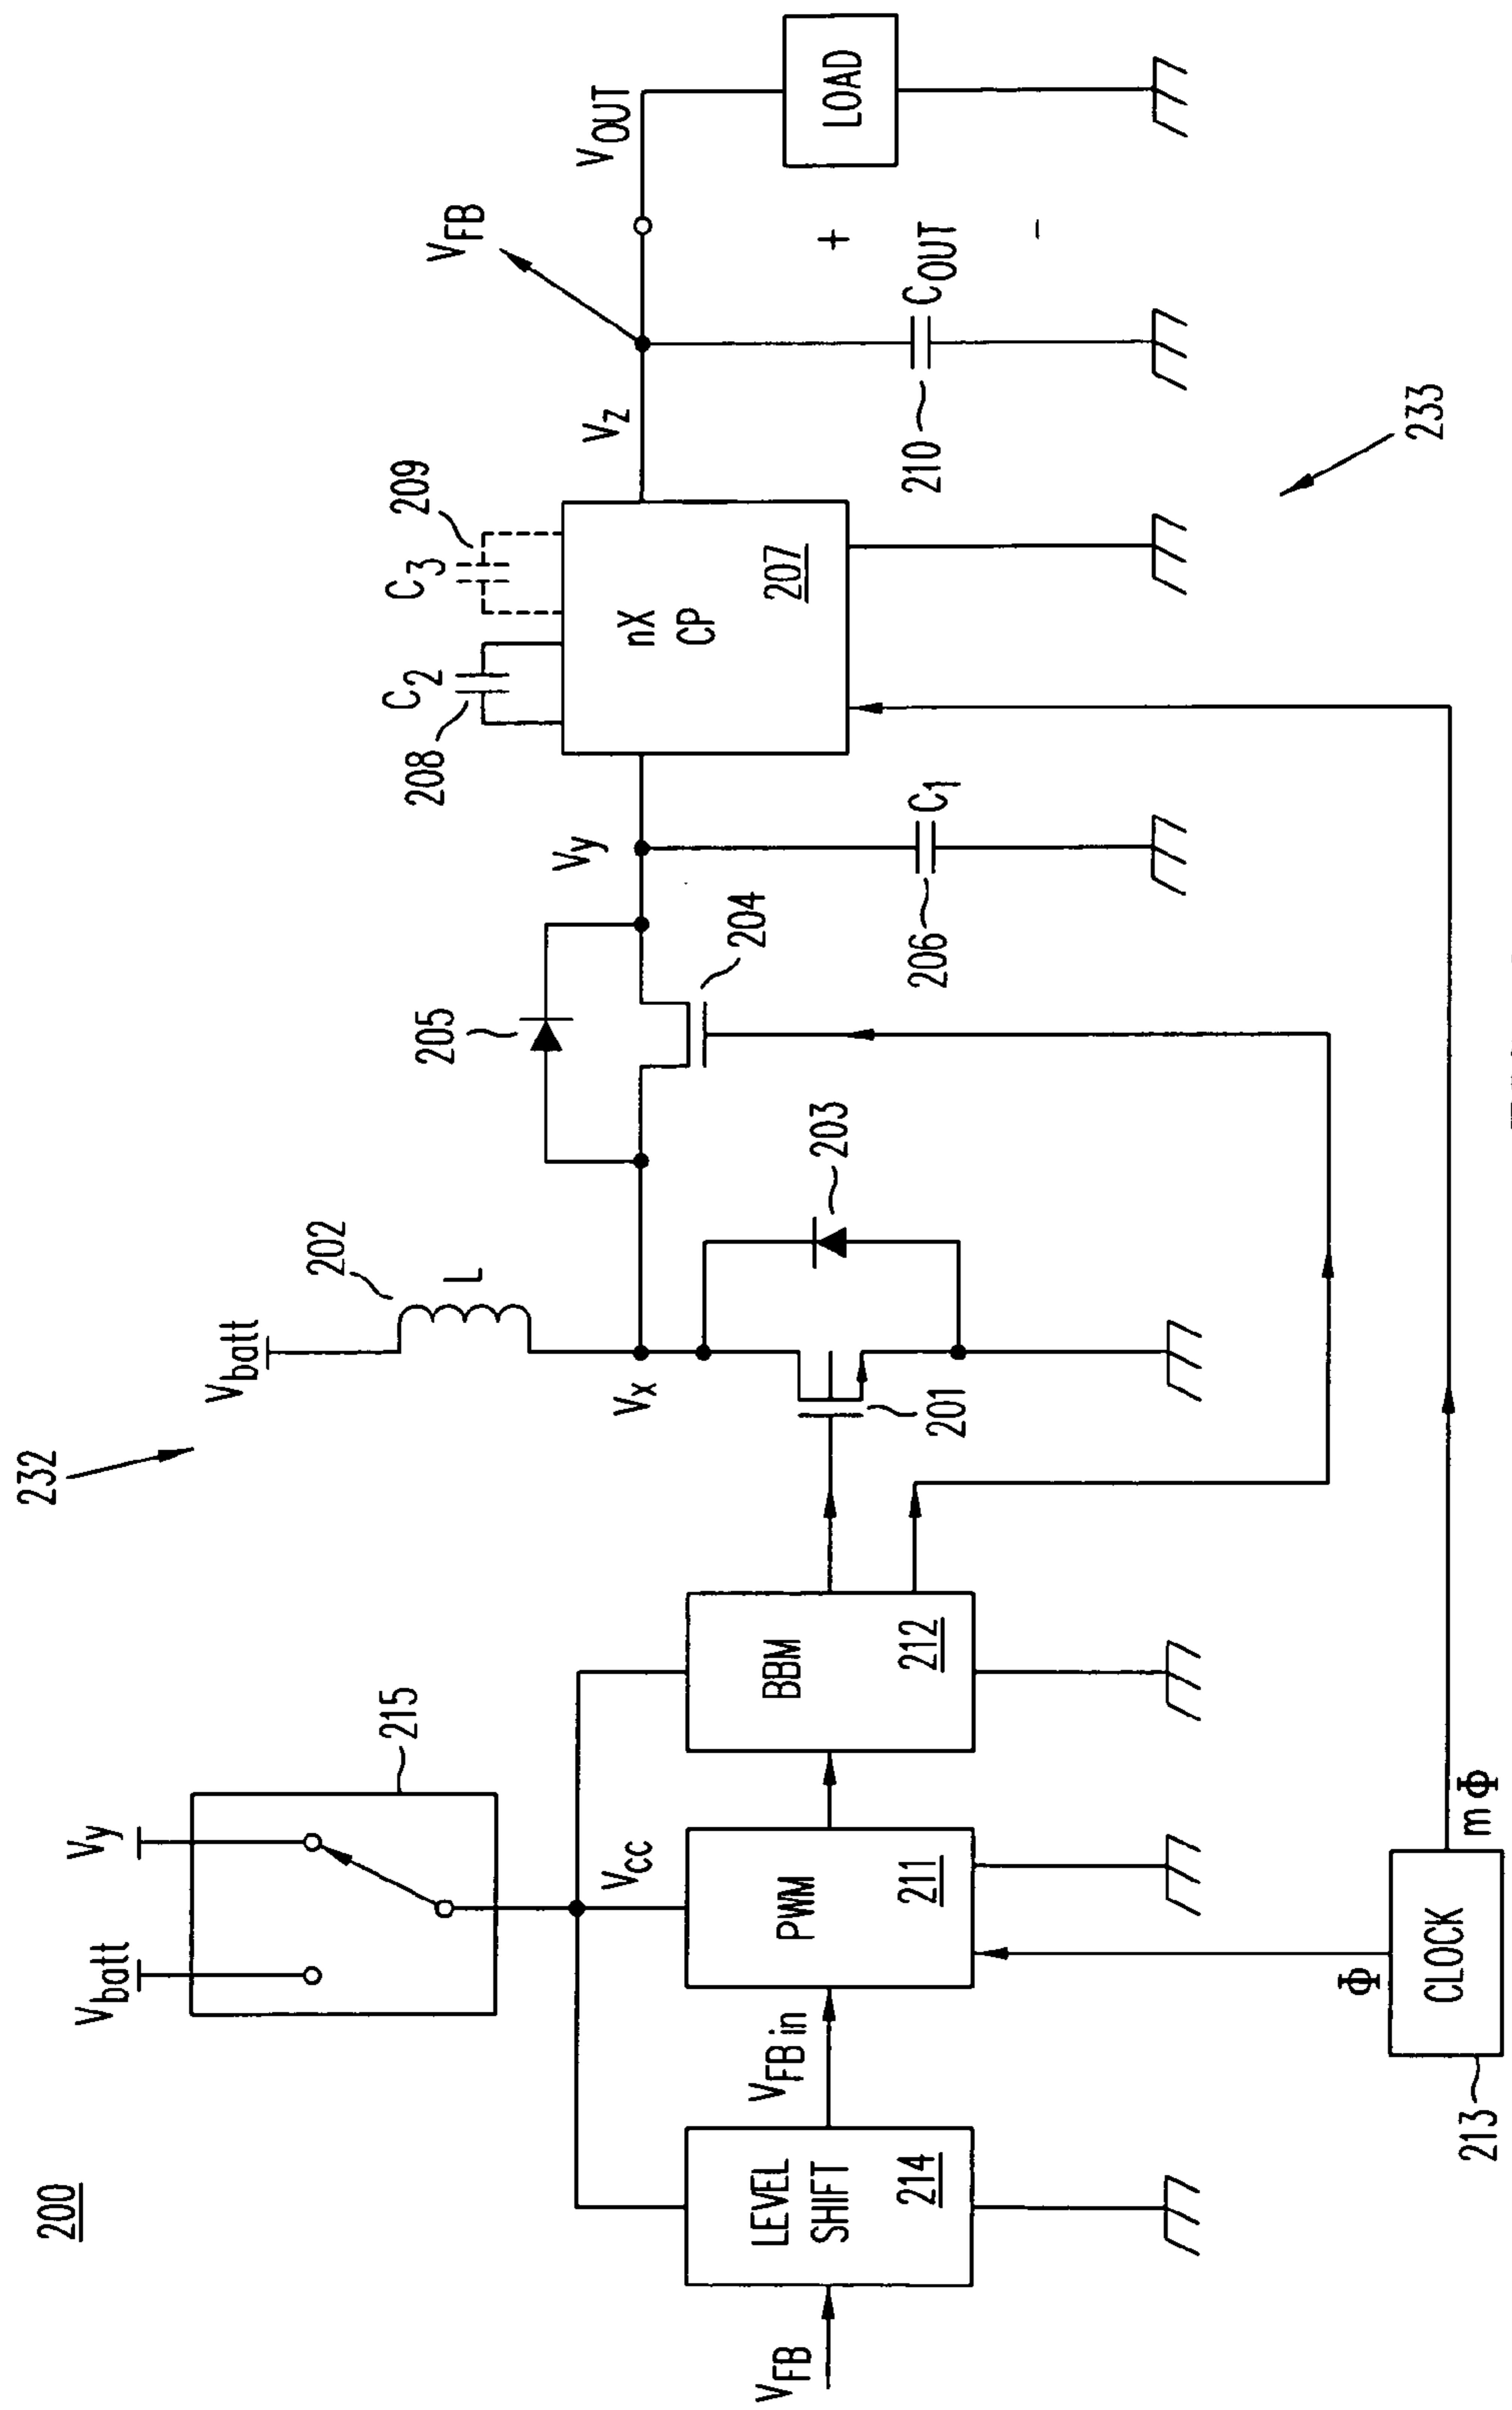 200
232
V_batt
V_y
215
V_batt
202
L
205
C_2
208
C_3
209
V_FB
V_OUT
V_x
V_y
V_z
V_CC
204
203
201
nX
CP
207
LOAD
+
-
V_FB
LEVEL
SHIFT
214
V_FB in
PWM
211
BBM
212
206
C_1
210
C_OUT
233
Φ
CLOCK
mΦ
213